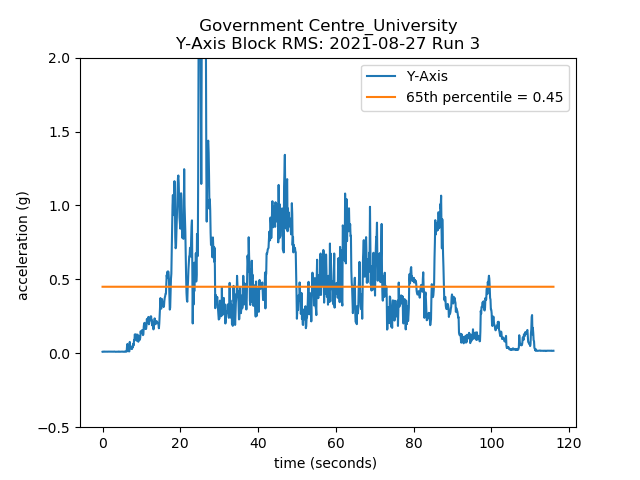 Government Centre_University
Y-Axis Block RMS: 2021-08-27 Run 3
Y-Axis
65th percentile = 0.45
acceleration (g)
2.0
1.5
1.0
0.5
0.0
−0.5
0 20 40 60 80 100 120
time (seconds)